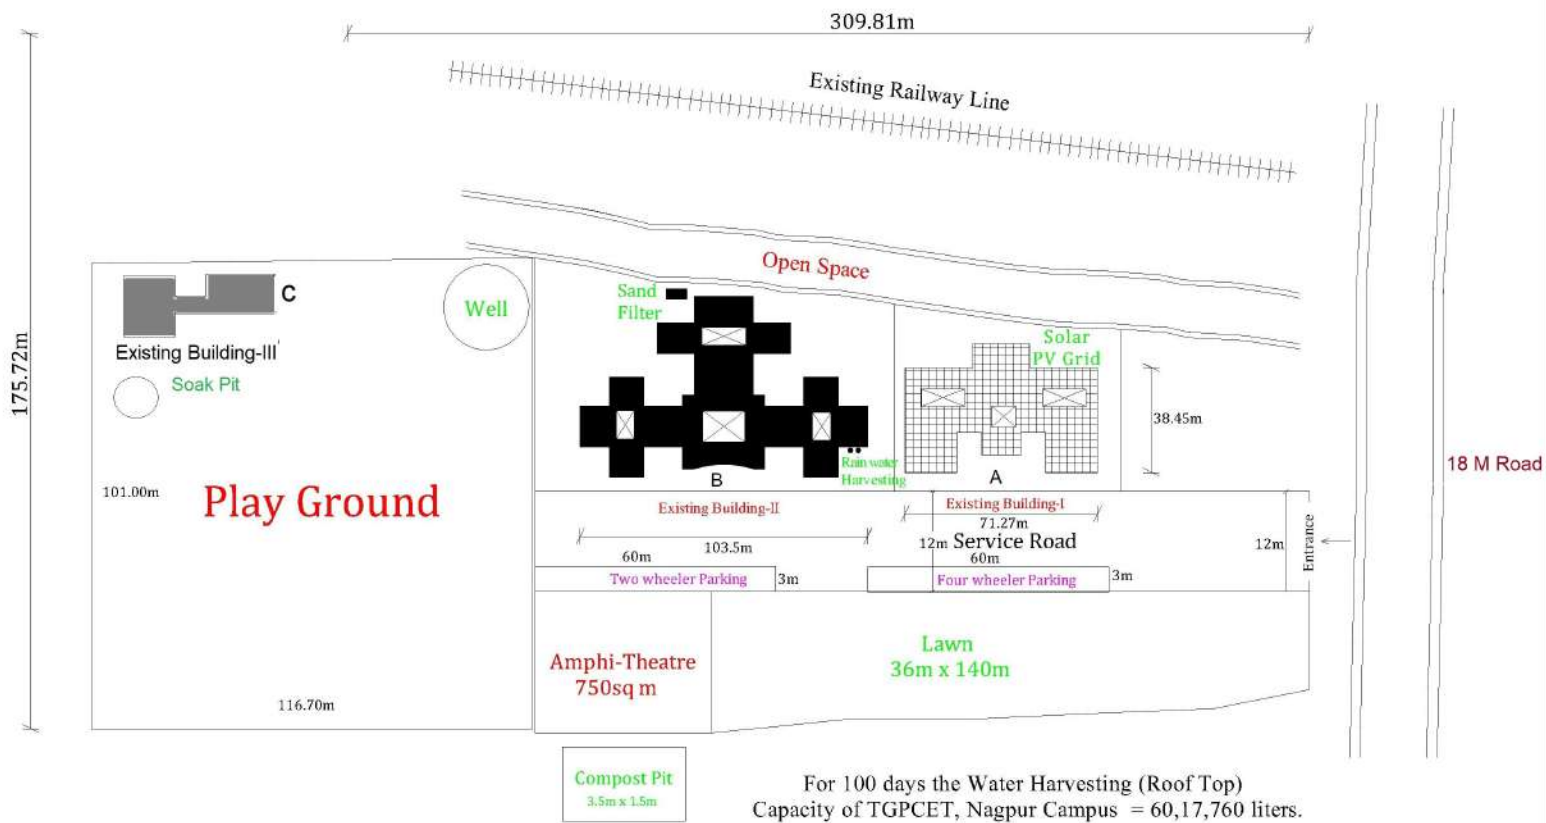 309.81m
Existing Railway Line
175.72m
Open Space
Sand
Filter
Well
C
Existing Building-III'
Soak Pit
Solar
PV Grid
38.45m
18 M Road
Rain water
Harvesting
B
A
101.00m
Play Ground
Existing Building-II
Existing Building-I
71.27m
103.5m
12m Service Road
12m
Entrance
60m
60m
Two wheeler Parking
3m
Four wheeler Parking
3m
Amphi-Theatre
750sq m
Lawn
36m x 140m
116.70m
Compost Pit
3.5m x 1.5m
For 100 days the Water Harvesting (Roof Top)
Capacity of TGPCET, Nagpur Campus = 60,17,760 liters.